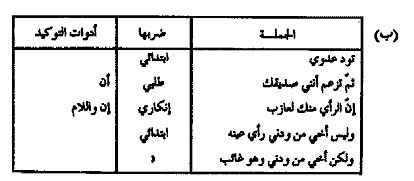 (ب) الجملة ضربها أدوات التوكيد
تود عدوي ابتدائي
ثمّ تزعم أنني صديقك طلبي أن
إنّ الرأي منك لعازب إنكاري إن واللام
وليس أخي من ودني رأي عينه ابتدائي
ولكن أخي من ودني وهو غائب د